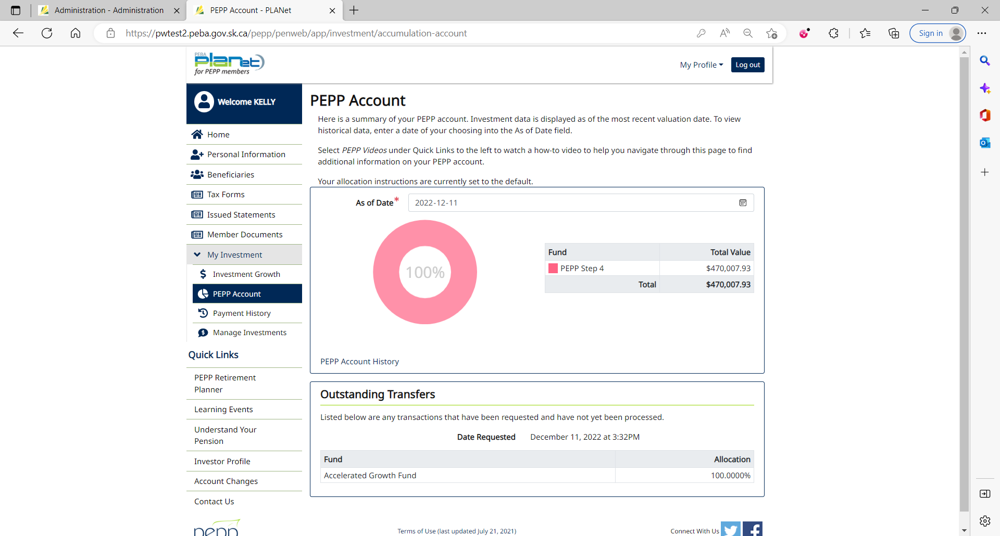 Administration - Administration
PEPP Account - PLANet
https://pwtest2.peba.gov.sk.ca/pepp/penweb/app/investment/accumulation-account
Sign in
PEBA
planet
for PEPP members
My Profile
Log out
Welcome KELLY
Home
Personal Information
Beneficiaries
Tax Forms
Issued Statements
Member Documents
My Investment
Investment Growth
PEPP Account
Payment History
Manage Investments
Quick Links
PEPP Retirement
Planner
Learning Events
Understand Your
Pension
Investor Profile
Account Changes
Contact Us
pepp
PEPP Account
Here is a summary of your PEPP account. Investment data is displayed as of the most recent valuation date. To view
historical data, enter a date of your choosing into the As of Date field.
Select PEPP Videos under Quick Links to the left to watch a how-to video to help you navigate through this page to find
additional information on your PEPP account.
Your allocation instructions are currently set to the default.
As of Date* 2022-12-11
100%
Fund Total Value
PEPP Step 4 $470,007.93
Total $470,007.93
PEPP Account History
Outstanding Transfers
Listed below are any transactions that have been requested and have not yet been processed.
Date Requested December 11, 2022 at 3:32PM
Fund Allocation
Accelerated Growth Fund 100.0000%
Terms of Use (last updated July 21, 2021)
Connect With Us